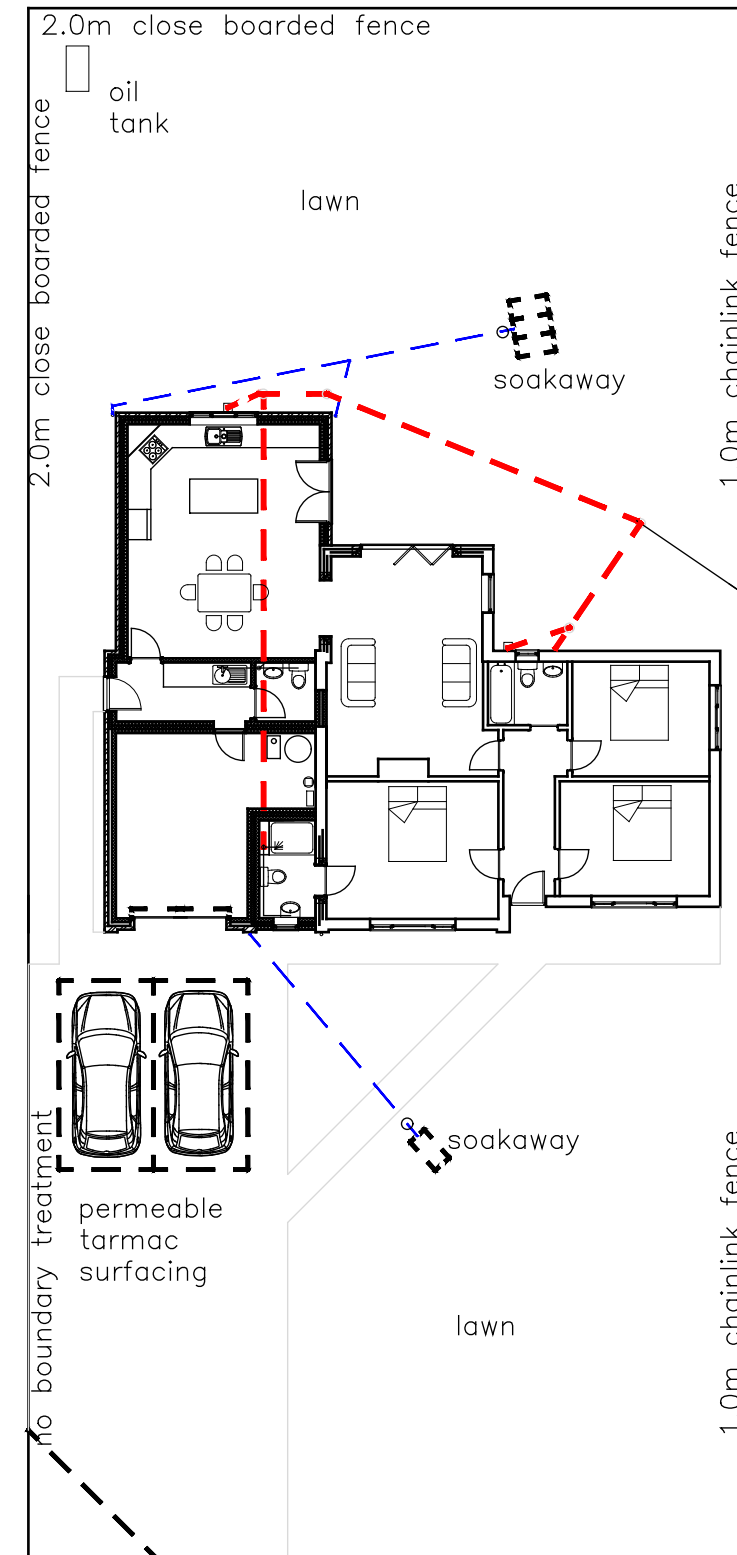 2.0m close boarded fence
oil
tank
2.0m close boarded fence
lawn
1.0m chainlink fence
soakaway
soakaway
no boundary treatment
permeable
tarmac
surfacing
1.0m chainlink fence
lawn